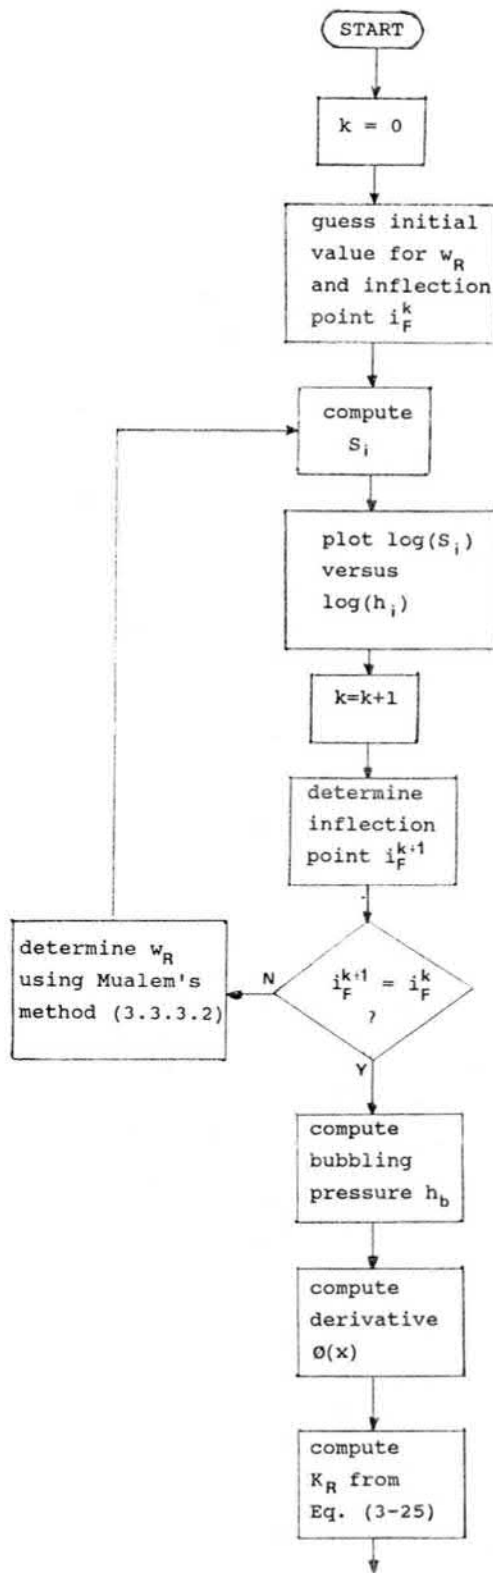 START
k = 0
guess initial
value for w_R
and inflection
point i_F^k
compute
S_i
plot log(S_i)
versus
log(h_i)
k=k+1
determine
inflection
point i_F^{k+1}
i_F^{k+1} = i_F^k
?
N
determine w_R
using Mualem's
method (3.3.3.2)
Y
compute
bubbling
pressure h_b
compute
derivative
Ø(x)
compute
K_R from
Eq. (3-25)